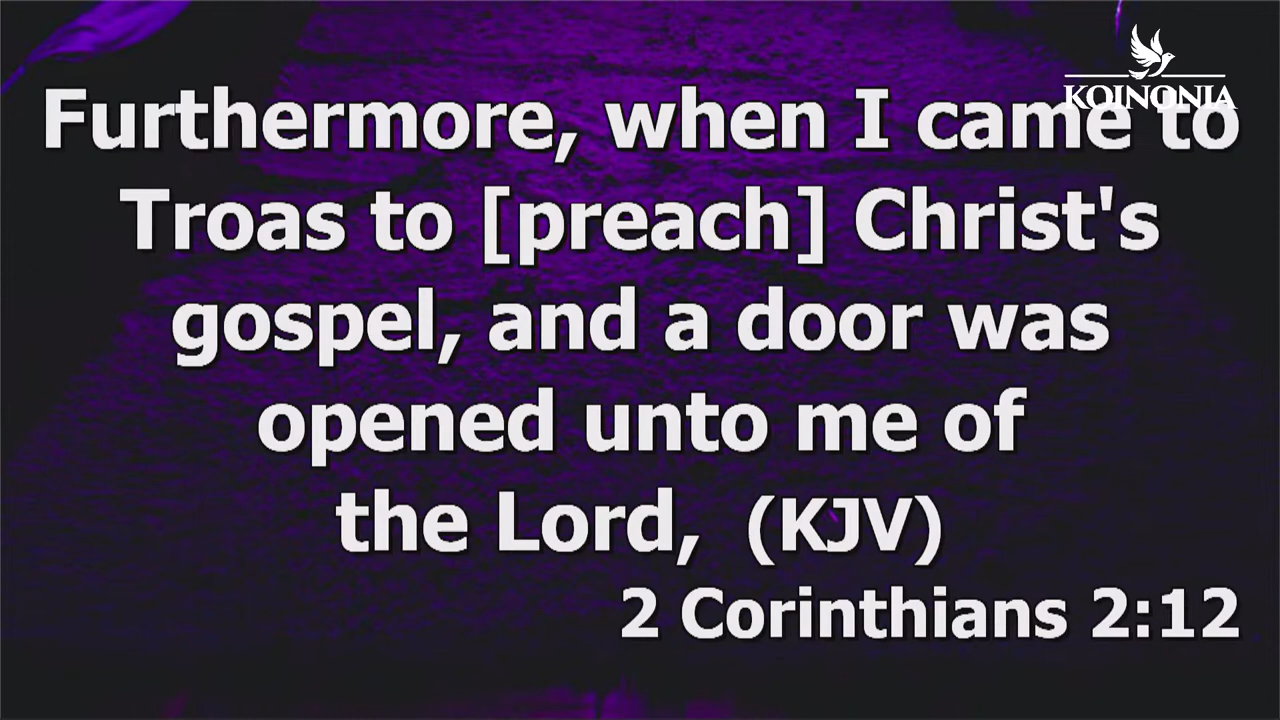 KOINONIA
Furthermore, when I came to
Troas to [preach] Christ's
gospel, and a door was
opened unto me of
the Lord,  (KJV)
2 Corinthians 2:12